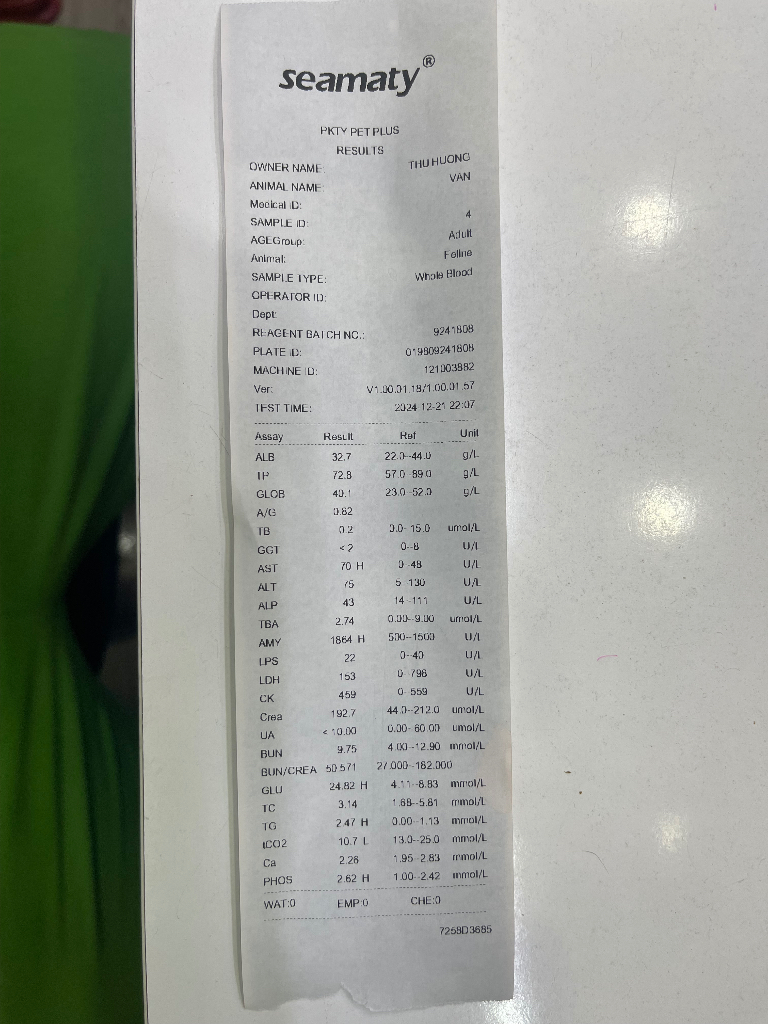 seamaty®
PKTY PET PLUS
RESULTS
OWNER NAME: THU HUONG
ANIMAL NAME: VAN
Medical ID:
SAMPLE ID: 4
AGEGroup: Adult
Animal: Feline
SAMPLE TYPE: Whole Blood
OPERATOR ID:
Dept:
REAGENT BATCH NO.: 9241808
PLATE ID: 019809241808
MACHINE ID: 121003882
Ver: V1.00.01.18/1.00.01.57
TEST TIME: 2024-12-21 22:07
Assay Result Ref Unit
ALB 32.7 22.0--44.0 g/L
TP 72.8 57.0--89.0 g/L
GLOB 40.1 23.0--52.0 g/L
A/G 0.82
TB 0.2 0.0--15.0 umol/L
GGT <2 0--8 U/L
AST 70 H 0--48 U/L
ALT 75 5--130 U/L
ALP 43 14--111 U/L
TBA 2.74 0.00--9.00 umol/L
AMY 1864 H 500--1500 U/L
LPS 22 0--40 U/L
LDH 153 0--798 U/L
CK 459 0--559 U/L
Crea 192.7 44.0--212.0 umol/L
UA <10.00 0.00--60.00 umol/L
BUN 9.75 4.00--12.90 mmol/L
BUN/CREA 50.571 27.000--182.000
GLU 24.82 H 4.11--8.83 mmol/L
TC 3.14 1.68--5.81 mmol/L
TG 2.47 H 0.00--1.13 mmol/L
tCO2 10.7 L 13.0--25.0 mmol/L
Ca 2.26 1.95--2.83 mmol/L
PHOS 2.62 H 1.00--2.42 mmol/L
WAT:0 EMP:0 CHE:0
7258D3685